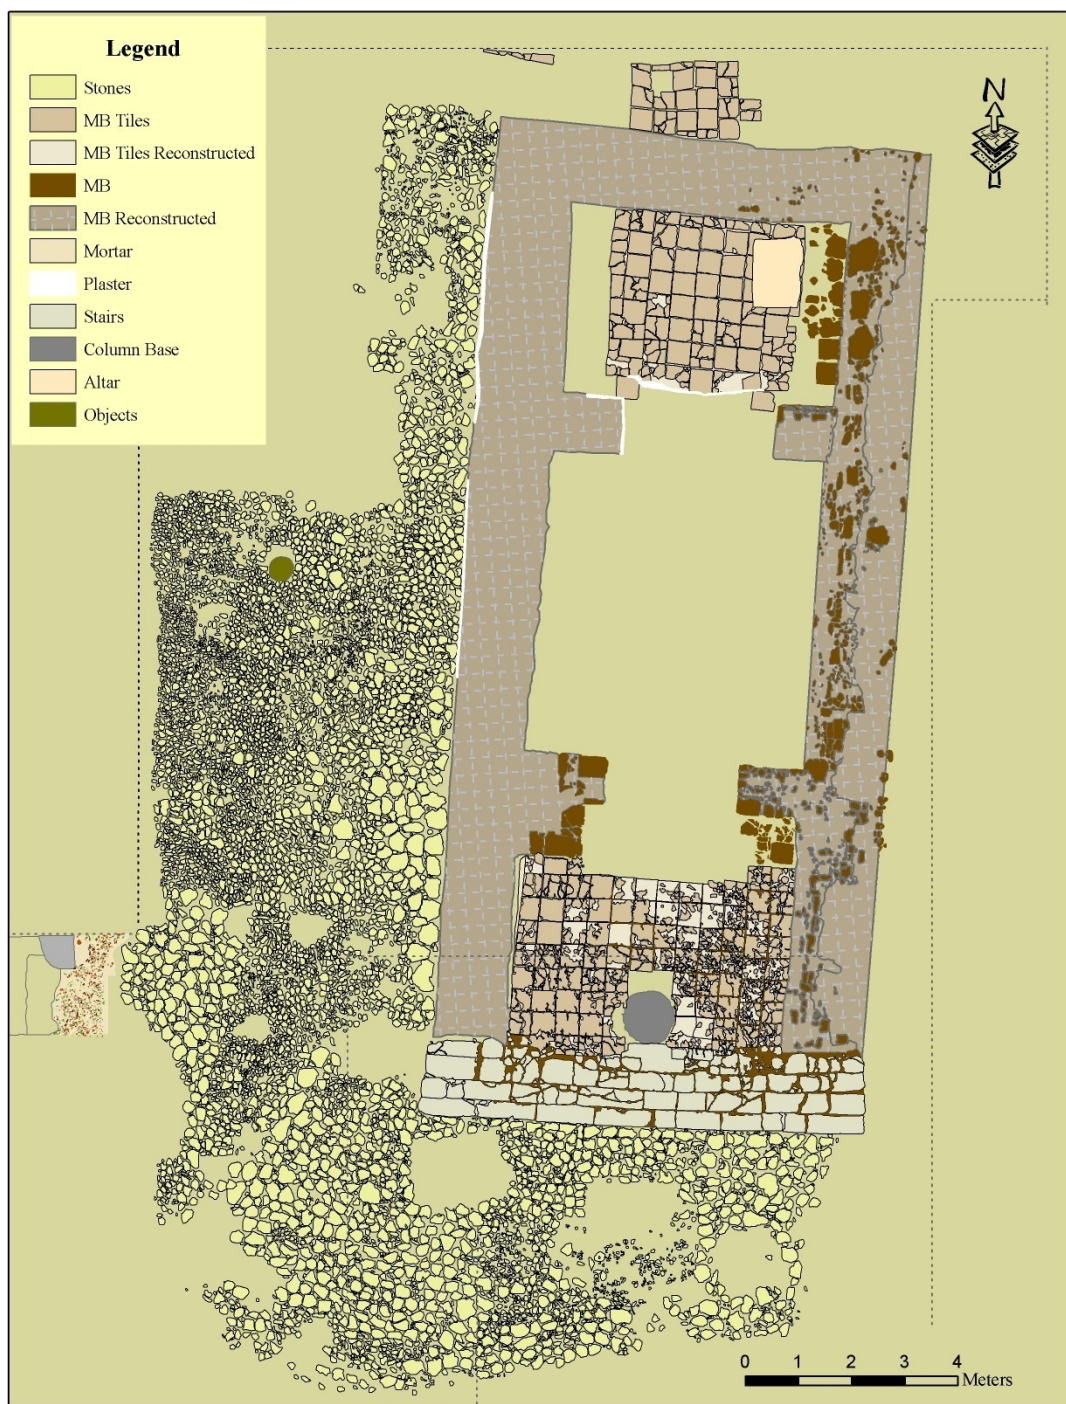 Legend
Stones
MB Tiles
MB Tiles Reconstructed
MB
MB Reconstructed
Mortar
Plaster
Stairs
Column Base
Altar
Objects
N
0 1 2 3 4
Meters